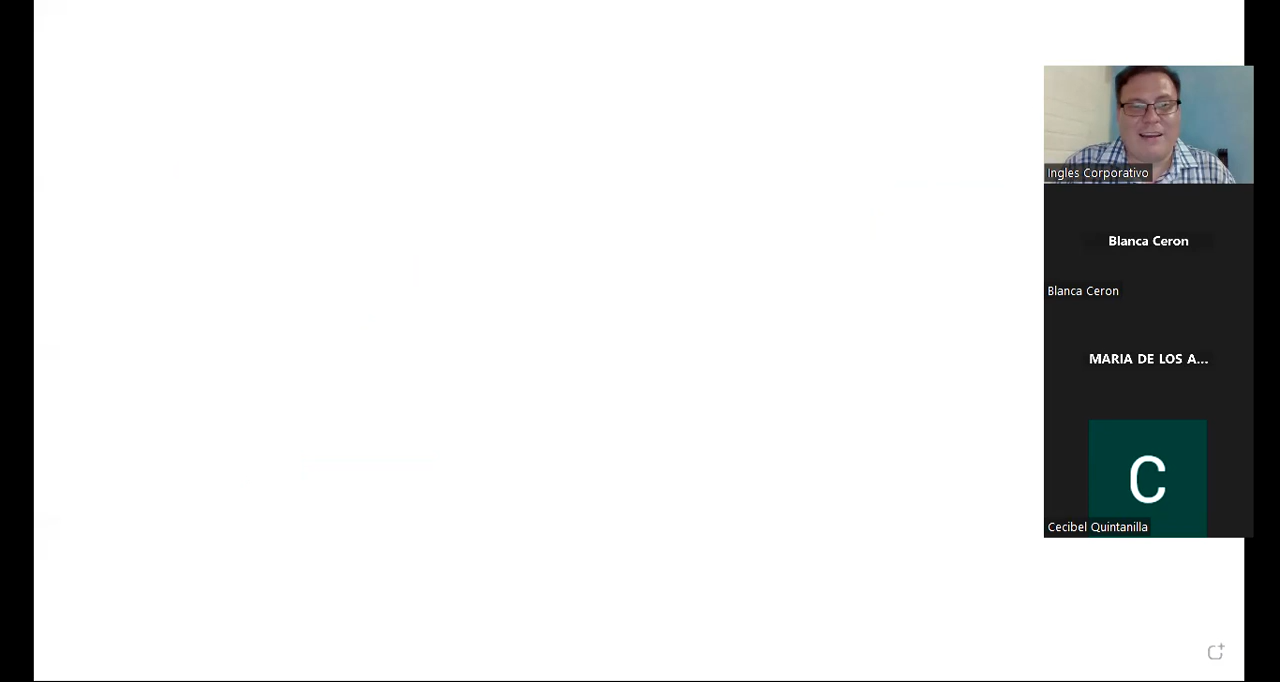 Ingles Corporativo
Blanca Ceron
Blanca Ceron
MARIA DE LOS A...
C
Cecibel Quintanilla